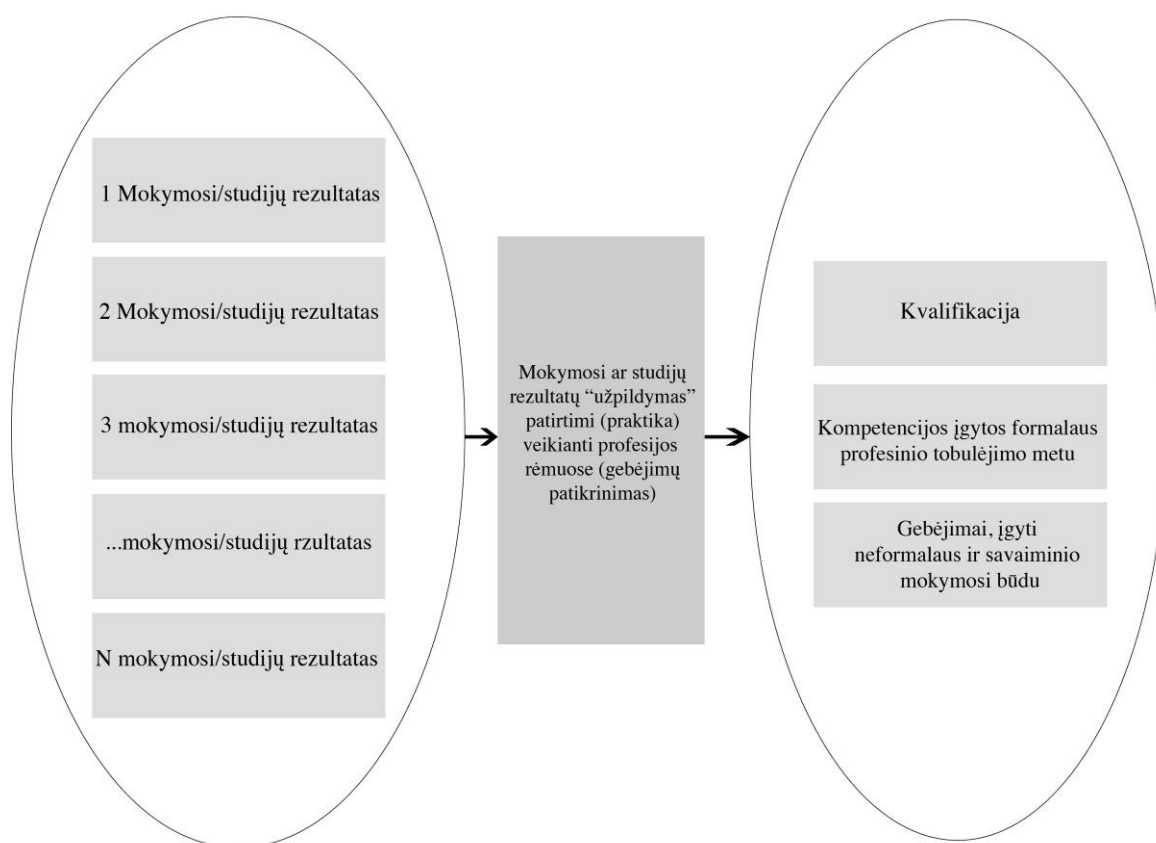 1 Mokymosi/studijų rezultatas
2 Mokymosi/studijų rezultatas
3 mokymosi/studijų rezultatas
...mokymosi/studijų rzultatas
N mokymosi/studijų rezultatas
Mokymosi ar studijų
rezultatų “užpildymas”
patirtimi (praktika)
veikianti profesijos
rėmuose (gebėjimų
patikrinimas)
Kvalifikacija
Kompetencijos įgytos formalaus
profesinio tobulėjimo metu
Gebėjimai, įgyti
neformalaus ir savaiminio
mokymosi būdu